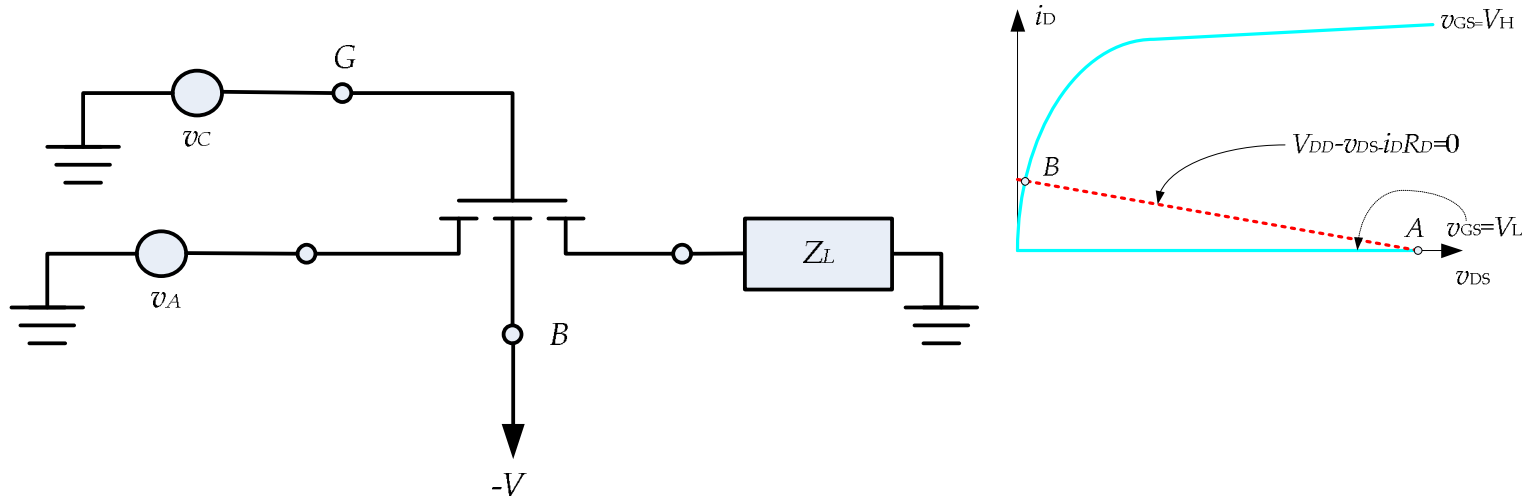 G
vC
vA
ZL
B
-V
iD
vGS=VH
VDD-vDS-iDRD=0
B
A
vGS=VL
vDS